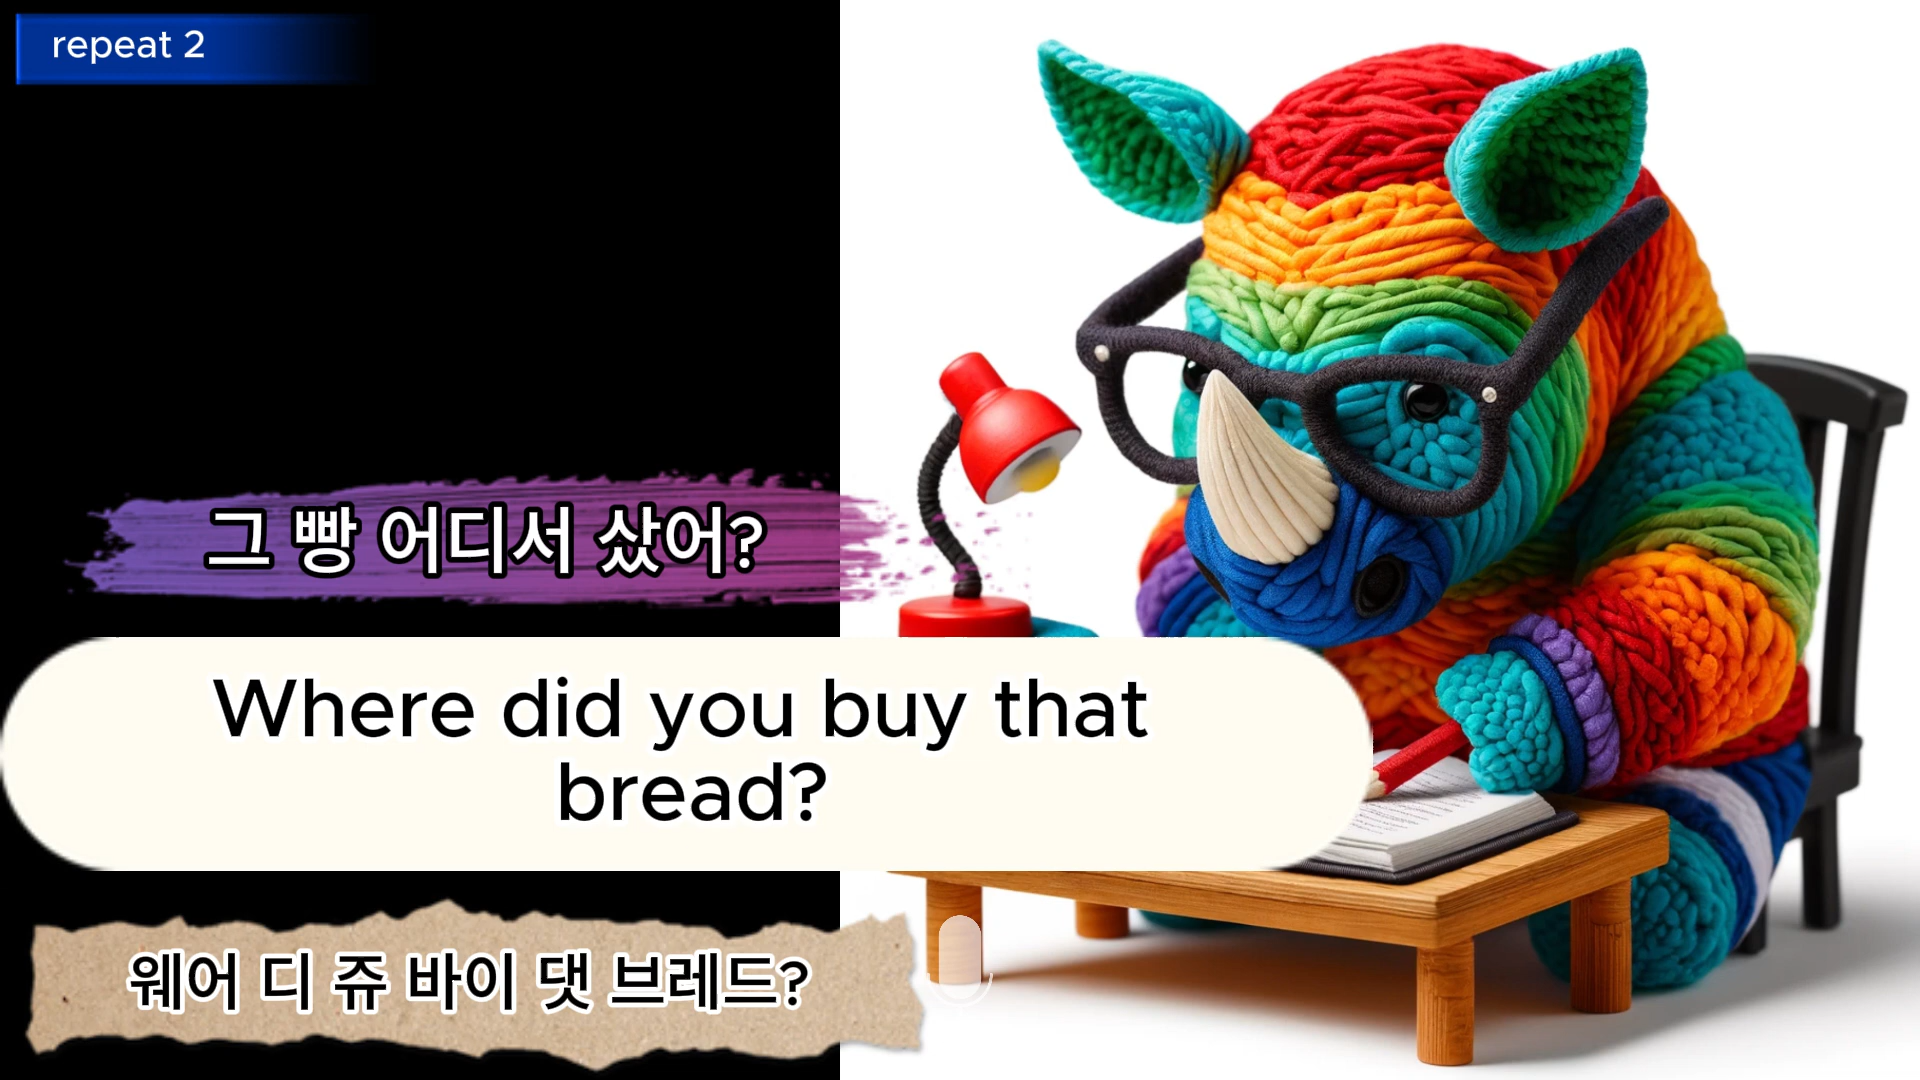 repeat 2
그 빵 어디서 샀어?
Where did you buy that
bread?
웨어 디 쥬 바이 댓 브레드?